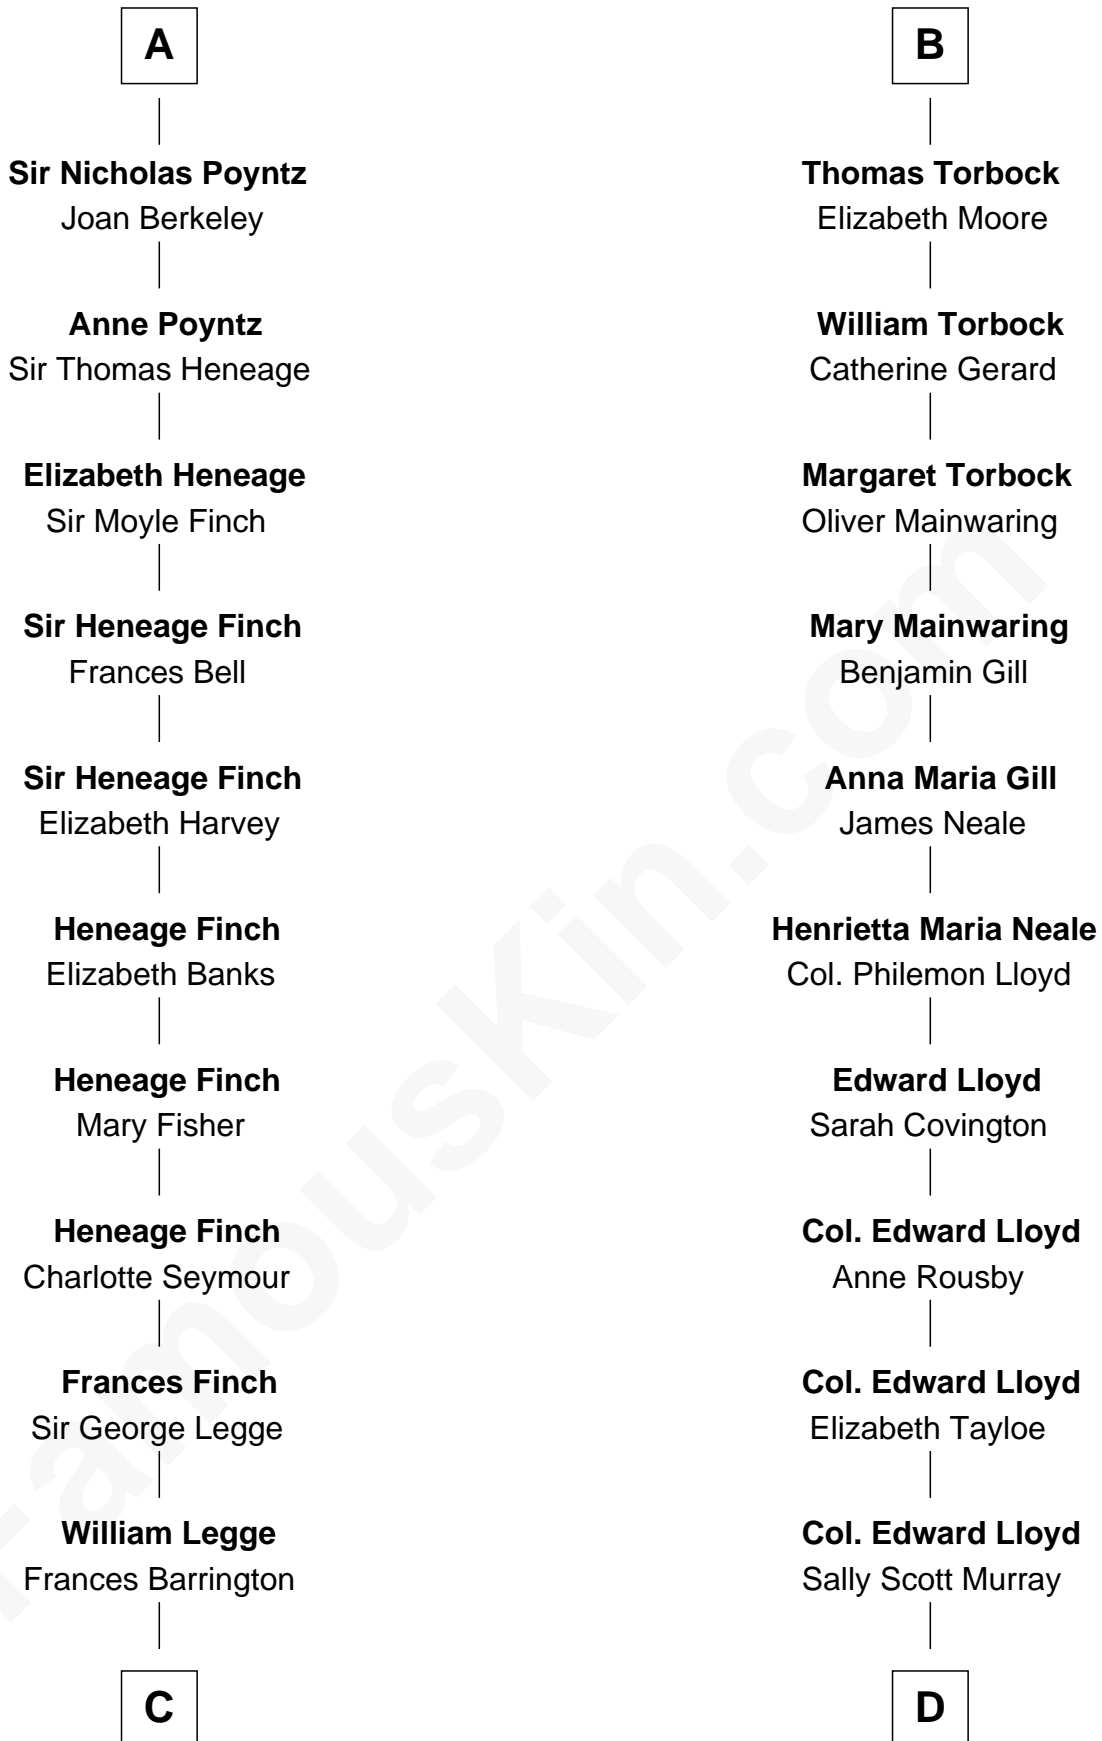 A
Sir Nicholas Poyntz
Joan Berkeley
Anne Poyntz
Sir Thomas Heneage
Elizabeth Heneage
Sir Moyle Finch
Sir Heneage Finch
Frances Bell
Sir Heneage Finch
Elizabeth Harvey
Heneage Finch
Elizabeth Banks
Heneage Finch
Mary Fisher
Heneage Finch
Charlotte Seymour
Frances Finch
Sir George Legge
William Legge
Frances Barrington
C
B
Thomas Torbock
Elizabeth Moore
William Torbock
Catherine Gerard
Margaret Torbock
Oliver Mainwaring
Mary Mainwaring
Benjamin Gill
Anna Maria Gill
James Neale
Henrietta Maria Neale
Col. Philemon Lloyd
Edward Lloyd
Sarah Covington
Col. Edward Lloyd
Anne Rousby
Col. Edward Lloyd
Elizabeth Tayloe
Col. Edward Lloyd
Sally Scott Murray
D
FamousKin.com